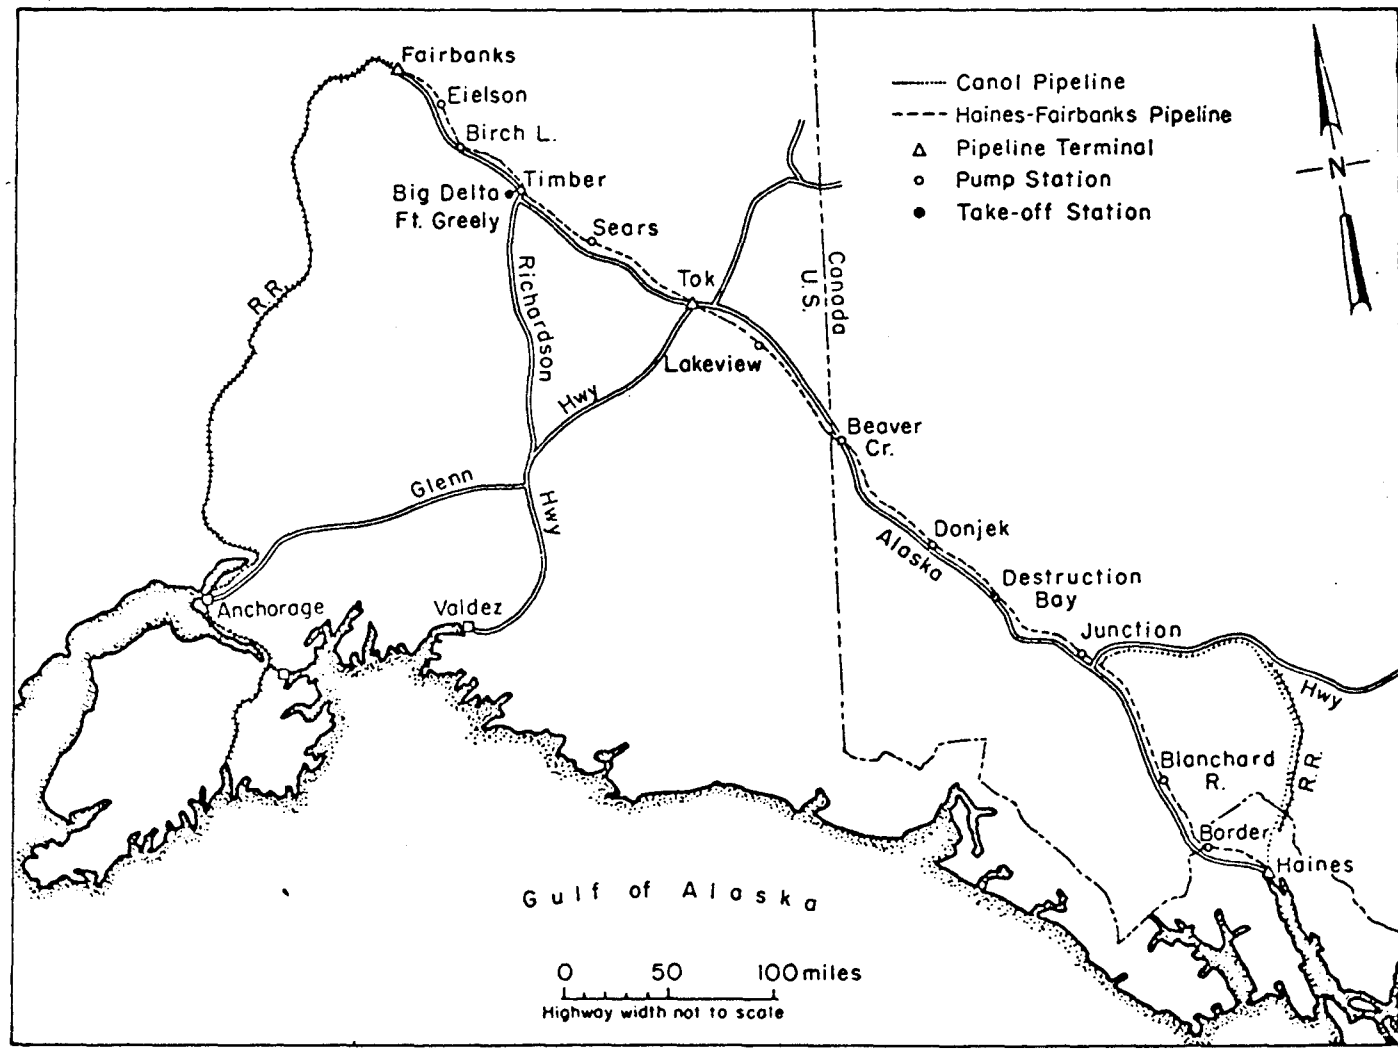 Fairbanks
Eielson
Birch L.
Big Delta
Timber
Ft. Greely
Sears
Tok
Richardson
R.R.
Lakeview
Hwy
Glenn
Hwy
Anchorage
Valdez
Canada
U.S.
Beaver
Cr.
Alaska
Donjek
Destruction
Bay
Junction
Hwy
R.R.
Blanchard
R.
Border
Haines
Canol Pipeline
Haines-Fairbanks Pipeline
Pipeline Terminal
Pump Station
Take-off Station
N
Gulf of Alaska
0 50 100 miles
Highway width not to scale